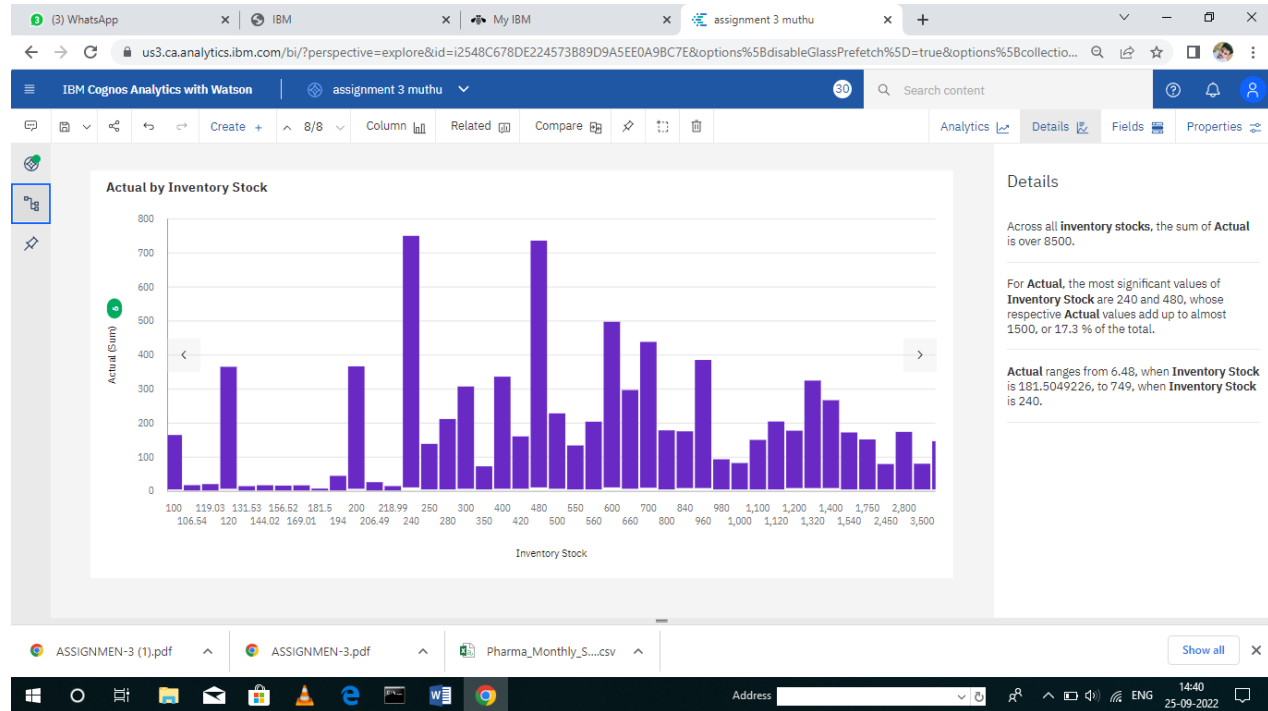 (3) WhatsApp
IBM
My IBM
assignment 3 muthu
us3.ca.analytics.ibm.com/bi/?perspective=explore&id=i2548C678DE224573B89D9A5EE0A9BC7E&options%5BdisableGlassPrefetch%5D=true&options%5Bcollectio...
IBM Cognos Analytics with Watson
assignment 3 muthu
30
Search content
Create +
8/8
Column
Related
Compare
Analytics
Details
Fields
Properties
Actual by Inventory Stock
800
700
600
500
400
300
200
100
0
Actual (Sum)
6
100 119.03 131.53 156.52 181.5 200 218.99 250 300 400 480 550 600 700 840 980 1,100 1,200 1,400 1,750 2,800
106.54 120 144.02 169.01 194 206.49 240 280 350 420 500 560 660 800 960 1,000 1,120 1,320 1,540 2,450 3,500
Inventory Stock
Details
Across all inventory stocks, the sum of Actual
is over 8500.
For Actual, the most significant values of
Inventory Stock are 240 and 480, whose
respective Actual values add up to almost
1500, or 17.3 % of the total.
Actual ranges from 6.48, when Inventory Stock
is 181.5049226, to 749, when Inventory Stock
is 240.
ASSIGNMEN-3 (1).pdf
ASSIGNMEN-3.pdf
Pharma_Monthly_S....csv
Show all
Address
ENG
14:40
25-09-2022